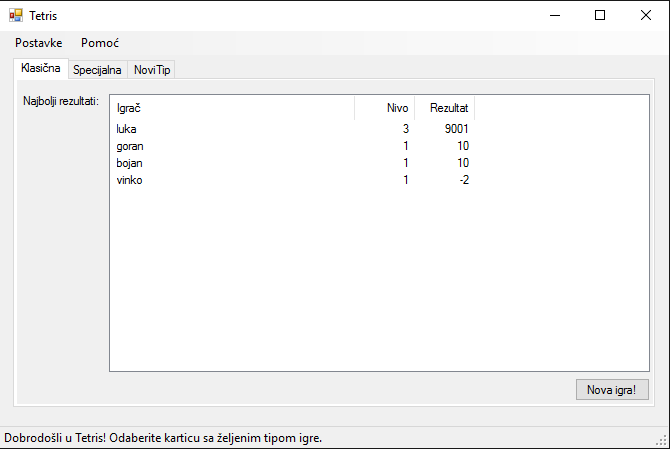 Tetris
Postavke Pomoć
Klasična Specijalna NoviTip
Najbolji rezultati:
Igrač Nivo Rezultat
luka 3 9001
goran 1 10
bojan 1 10
vinko 1 -2
Nova igra!
Dobrodošli u Tetris! Odaberite karticu sa željenim tipom igre.